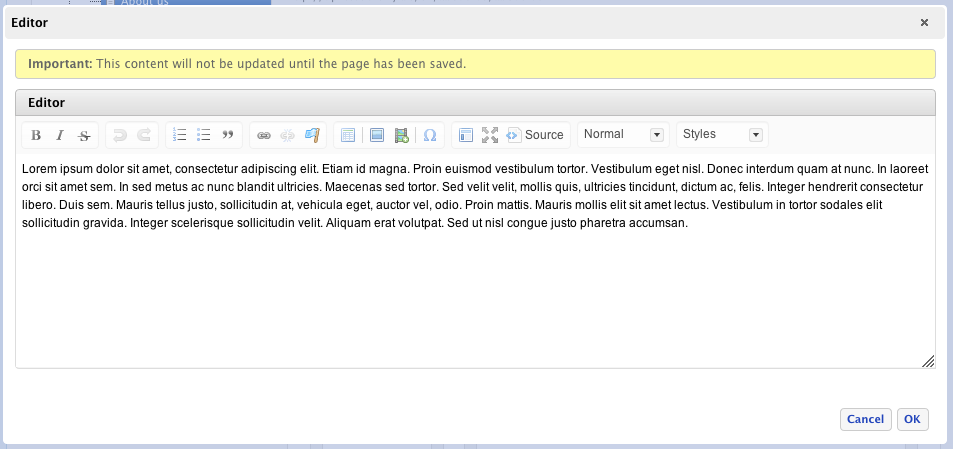 About us
Editor
Important: This content will not be updated until the page has been saved.
Editor
B I S Source Normal Styles
Lorem ipsum dolor sit amet, consectetur adipiscing elit. Etiam id magna. Proin euismod vestibulum tortor. Vestibulum eget nisl. Donec interdum quam at nunc. In laoreet
orci sit amet sem. In sed metus ac nunc blandit ultricies. Maecenas sed tortor. Sed velit velit, mollis quis, ultricies tincidunt, dictum ac, felis. Integer hendrerit consectetur
libero. Duis sem. Mauris tellus justo, sollicitudin at, vehicula eget, auctor vel, odio. Proin mattis. Mauris mollis elit sit amet lectus. Vestibulum in tortor sodales elit
sollicitudin gravida. Integer scelerisque sollicitudin velit. Aliquam erat volutpat. Sed ut nisl congue justo pharetra accumsan.
Cancel OK